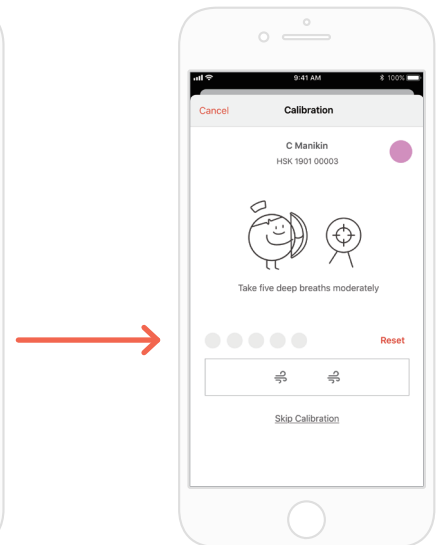 9:41 AM
100%
Cancel
Calibration
C Manikin
HSK 1901 00003
Take five deep breaths moderately
Reset
Skip Calibration